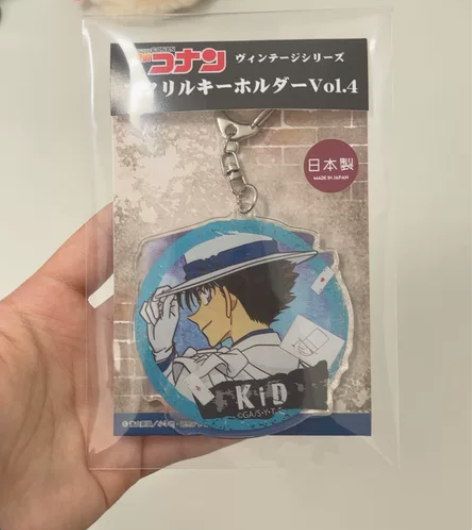 コナン ヴィンテージシリーズ
クリルキーホルダーVol.4
日本製
MADE IN JAPAN
KiD
©GA/S・Y・T